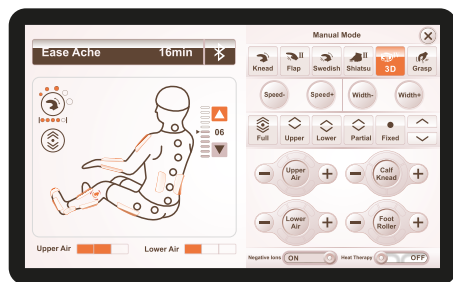 Ease Ache 16min
06
Upper Air Lower Air
Manual Mode
Knead Flap Swedish Shiatsu 3D Grasp
II II
Speed- Speed+ Width- Width+
Full Upper Lower Partial Fixed
Upper
Air
Calf
Knead
Lower
Air
Foot
Roller
Negative Ions ON Heat Therapy OFF